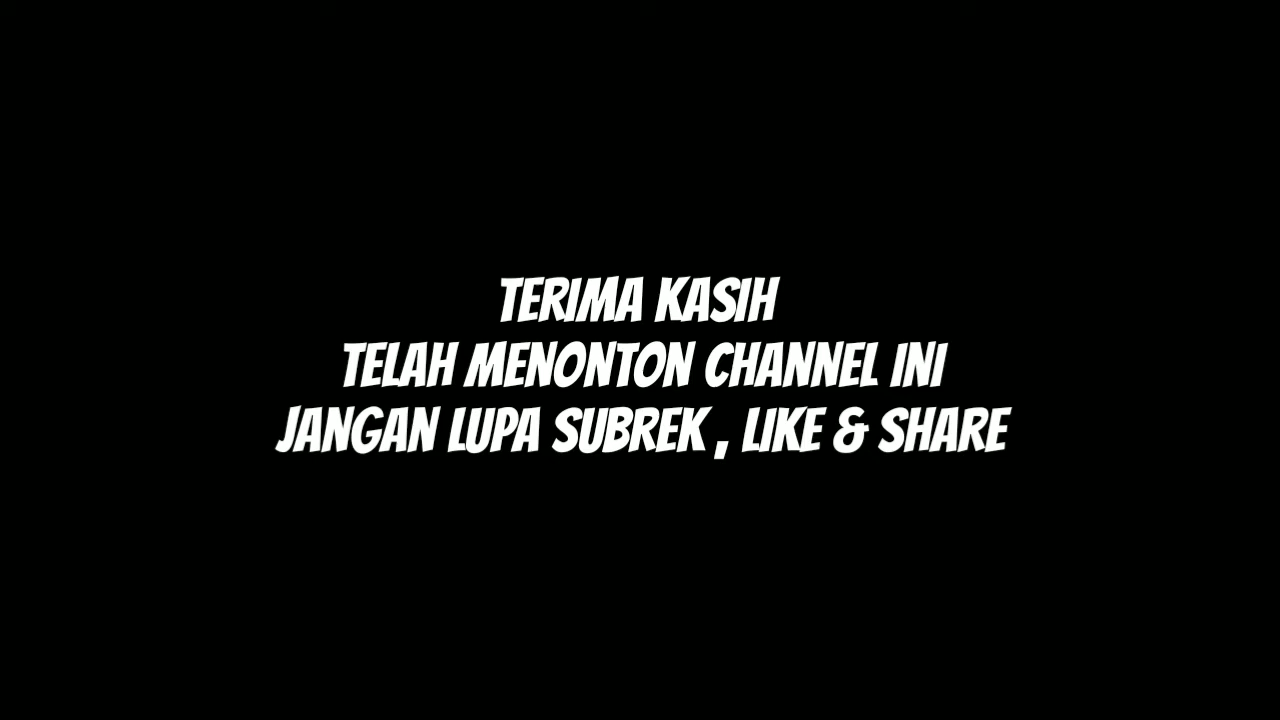 TERIMA KASIH
TELAH MENONTON CHANNEL INI
JANGAN LUPA SUBREK , LIKE & SHARE